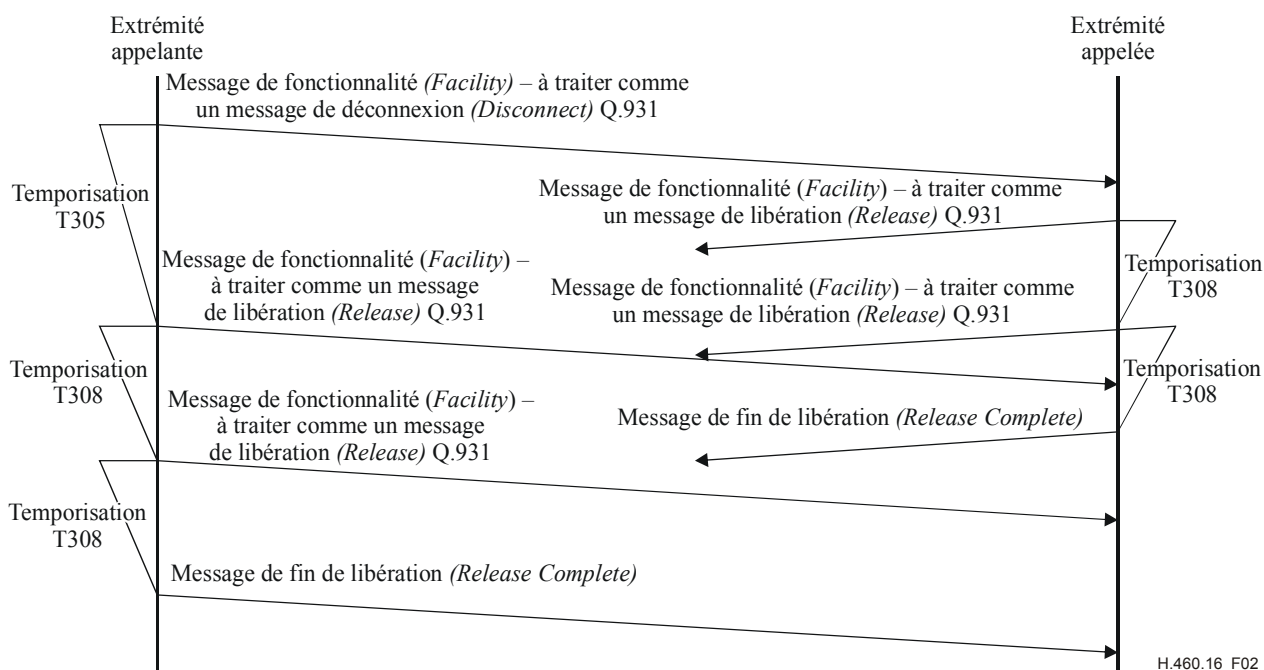 Extrémité
appelante
Extrémité
appelée
Message de fonctionnalité (Facility) – à traiter comme
un message de déconnexion (Disconnect) Q.931
Temporisation
T305
Message de fonctionnalité (Facility) – à traiter comme
un message de libération (Release) Q.931
Temporisation
T308
Message de fonctionnalité (Facility) –
à traiter comme un message
de libération (Release) Q.931
Message de fonctionnalité (Facility) – à traiter comme
un message de libération (Release) Q.931
Temporisation
T308
Temporisation
T308
Message de fonctionnalité (Facility) –
à traiter comme un message
de libération (Release) Q.931
Message de fin de libération (Release Complete)
Temporisation
T308
Message de fin de libération (Release Complete)
H.460.16_F02